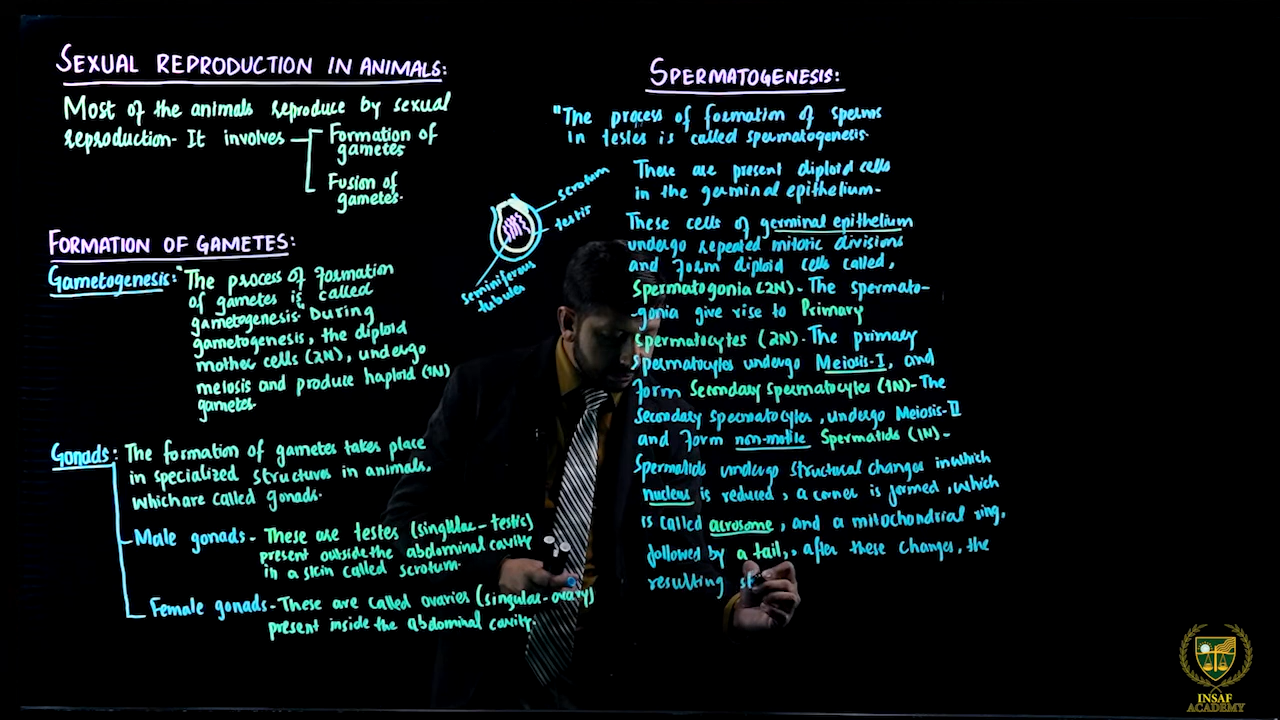 SEXUAL REPRODUCTION IN ANIMALS:
Most of the animals reproduce by sexual
reproduction. It involves
Formation of
gametes
Fusion of
gametes.
FORMATION OF GAMETES:
Gametogenesis: "The process of formation
of gametes is called
gametogenesis." During
gametogenesis, the diploid
mother cells (2N), undergo
meiosis and produce haploid (1N)
gametes.
Gonads: The formation of gametes takes place
in specialized structures in animals,
which are called gonads.
Male gonads - These are testes (singular - testis)
present outside the abdominal cavity
in a skin called scrotum.
Female gonads - These are called ovaries (singular - ovary)
present inside the abdominal cavity.
scrotum
testis
seminiferous
tubules
SPERMATOGENESIS:
"The process of formation of sperms
in testes is called spermatogenesis.
There are present diploid cells
in the germinal epithelium.
These cells of germinal epithelium
undergo repeated mitotic divisions
and form diploid cells called,
Spermatogonia (2N). The spermato-
-gonia give rise to Primary
spermatocytes (2N). The primary
spermatocytes undergo Meiosis-I, and
form Secondary spermatocytes (1N). The
secondary spermatocytes, undergo Meiosis-II
and form non-motile Spermatids (1N).
Spermatids undergo structural changes in which
nucleus is reduced, a corner is formed, which
is called acrosome, and a mitochondrial ring,
followed by a tail, after these changes, the
resulting st
INSAF
ACADEMY